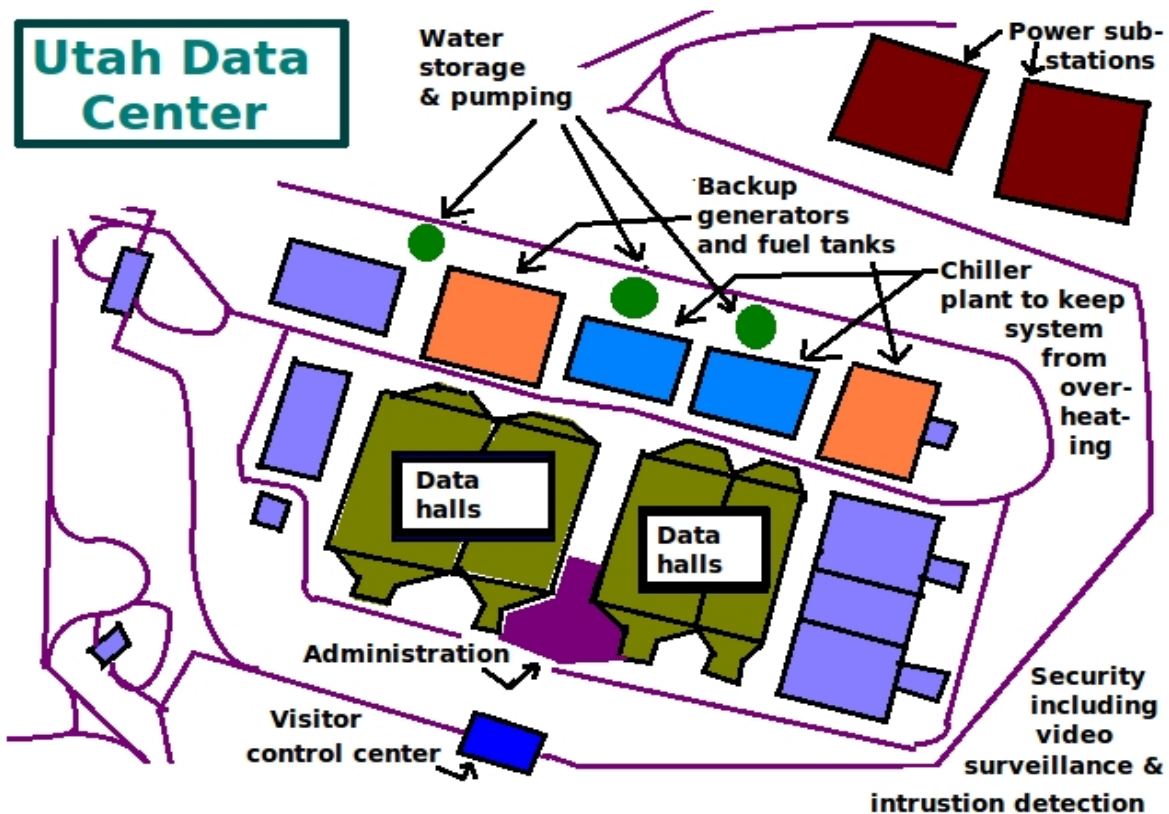 Utah Data
Center
Water
storage
& pumping
Power sub-
stations
Backup
generators
and fuel tanks
Chiller
plant to keep
system
from
over-
heat-
ing
Data
halls
Data
halls
Administration
Visitor
control center
Security
including
video
surveillance &
intrustion detection